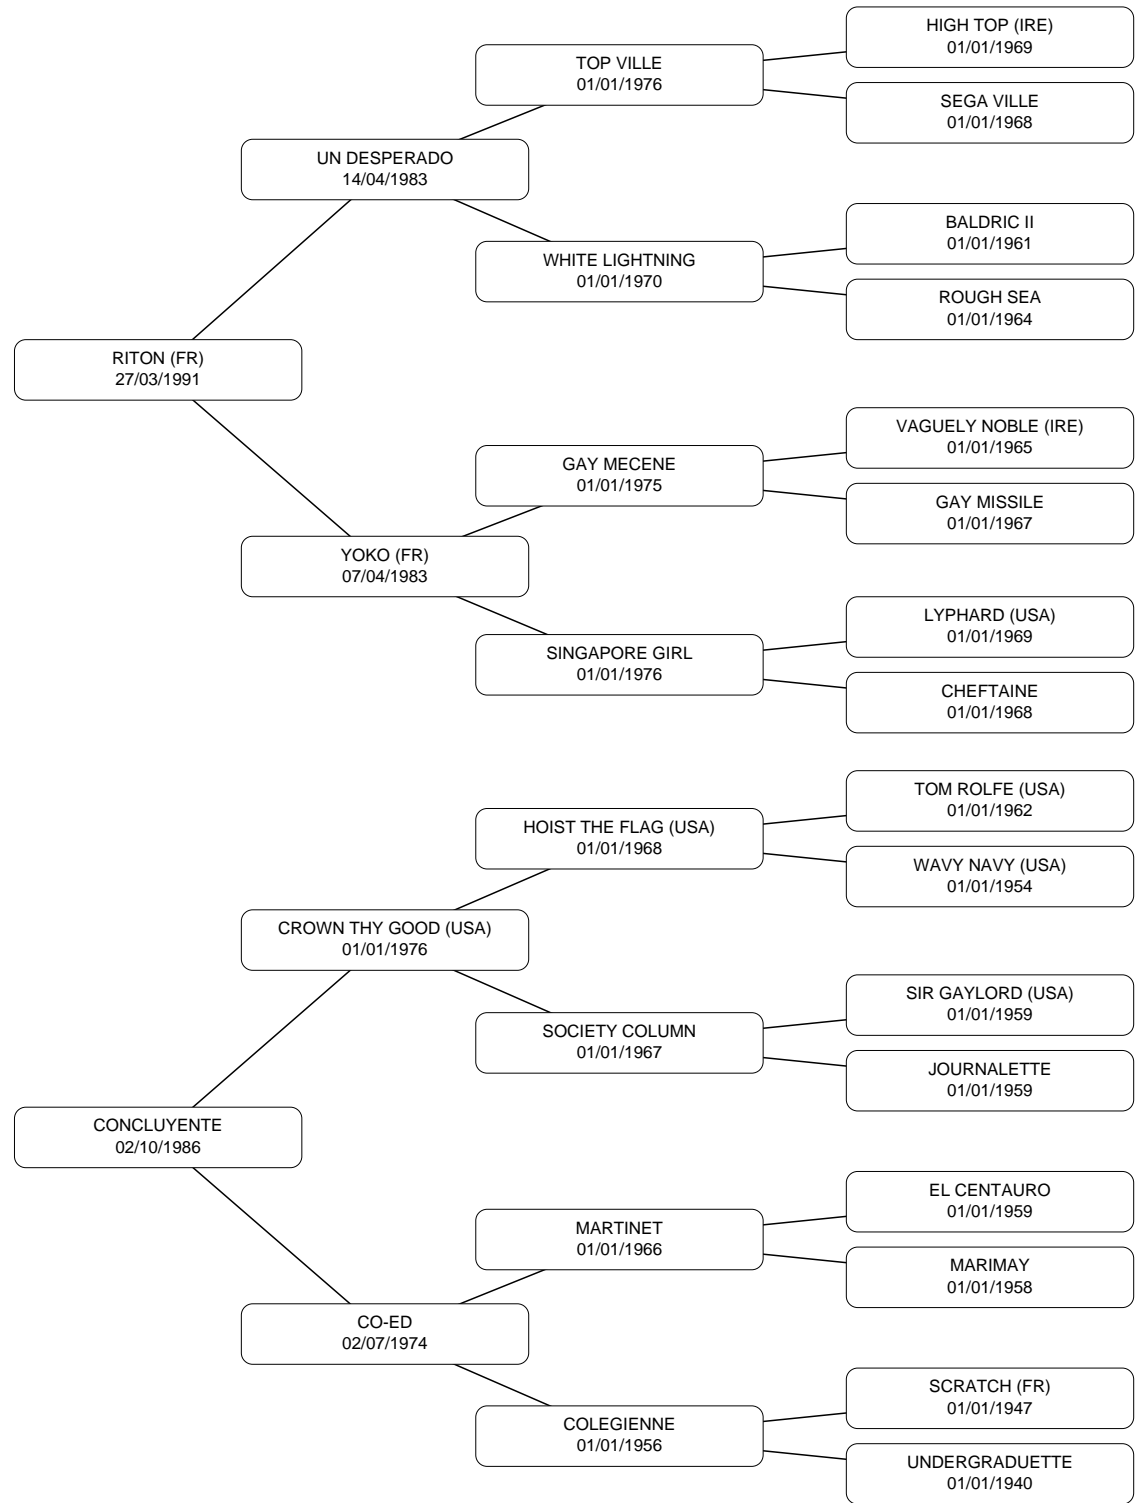 HIGH TOP (IRE)
01/01/1969
TOP VILLE
01/01/1976
SEGA VILLE
01/01/1968
UN DESPERADO
14/04/1983
BALDRIC II
01/01/1961
WHITE LIGHTNING
01/01/1970
ROUGH SEA
01/01/1964
RITON (FR)
27/03/1991
VAGUELY NOBLE (IRE)
01/01/1965
GAY MECENE
01/01/1975
GAY MISSILE
01/01/1967
YOKO (FR)
07/04/1983
LYPHARD (USA)
01/01/1969
SINGAPORE GIRL
01/01/1976
CHEFTAINE
01/01/1968
TOM ROLFE (USA)
01/01/1962
HOIST THE FLAG (USA)
01/01/1968
WAVY NAVY (USA)
01/01/1954
CROWN THY GOOD (USA)
01/01/1976
SIR GAYLORD (USA)
01/01/1959
SOCIETY COLUMN
01/01/1967
JOURNALETTE
01/01/1959
CONCLUYENTE
02/10/1986
EL CENTAURO
01/01/1959
MARTINET
01/01/1966
MARIMAY
01/01/1958
CO-ED
02/07/1974
SCRATCH (FR)
01/01/1947
COLEGIENNE
01/01/1956
UNDERGRADUETTE
01/01/1940